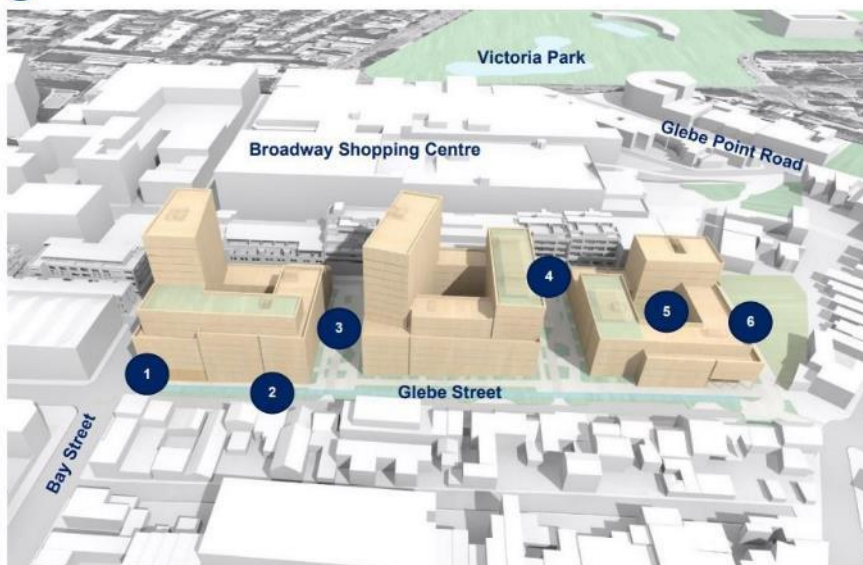 Victoria Park
Glebe Point Road
Broadway Shopping Centre
4
5
6
3
1
2
Glebe Street
Bay Street